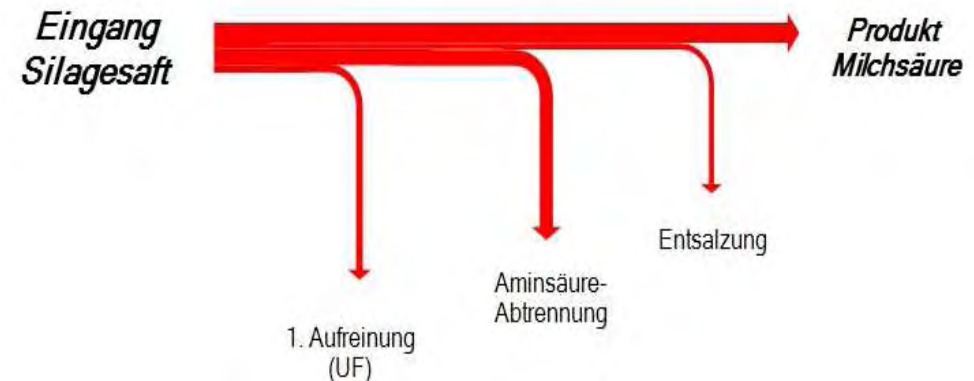 Eingang
Silagesaft
Produkt
Milchsäure
Entsalzung
Aminsäure-
Abtrennung
1. Aufreinung
(UF)